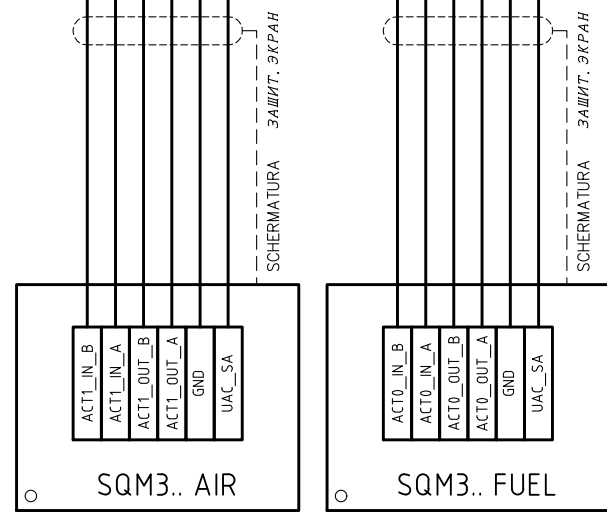 SCHERMATURA ЗАЩИТ. ЭКРАН
SCHERMATURA ЗАЩИТ. ЭКРАН
ACT1_IN_B
ACT1_IN_A
ACT1_OUT_B
ACT1_OUT_A
GND
UAC_SA
ACT0_IN_B
ACT0_IN_A
ACT0_OUT_B
ACT0_OUT_A
GND
UAC_SA
SQM3.. AIR
SQM3.. FUEL